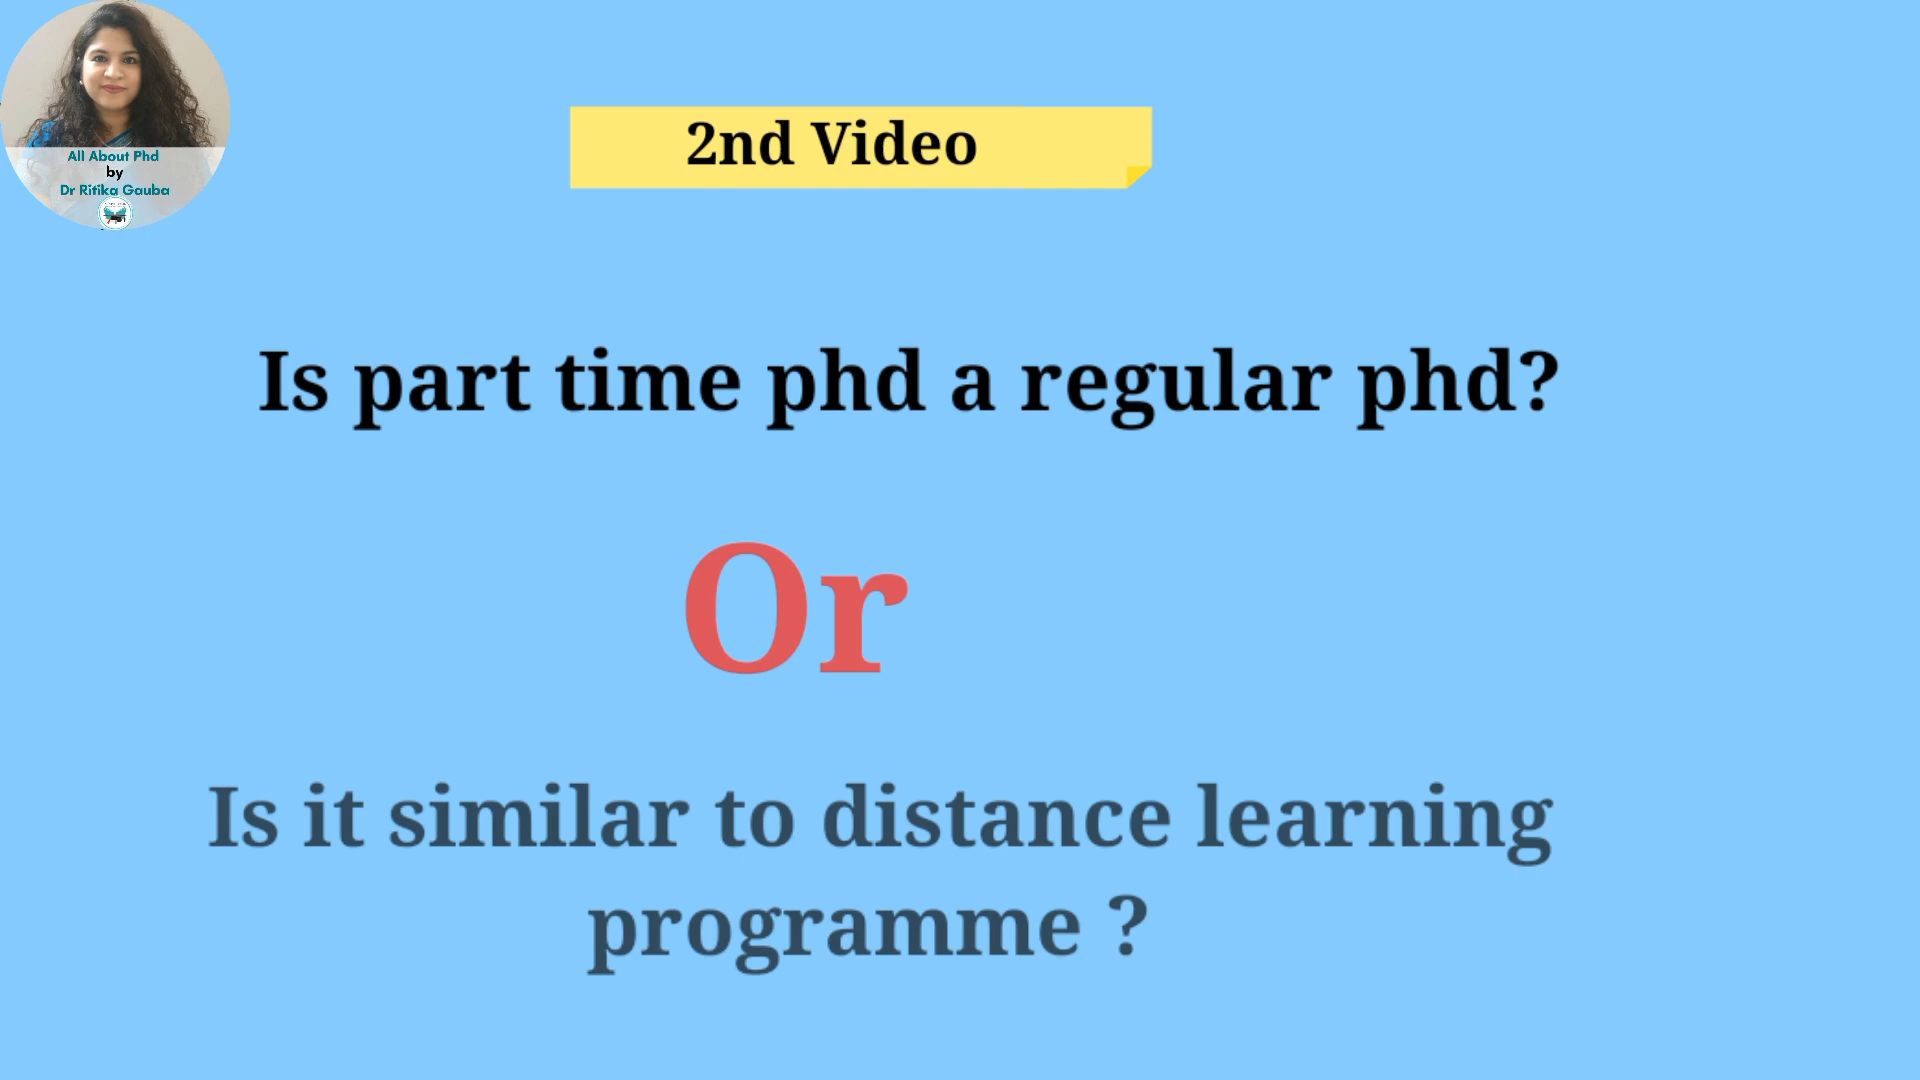 All About Phd
by
Dr Ritika Gauba
2nd Video
Is part time phd a regular phd?
Or
Is it similar to distance learning
programme ?